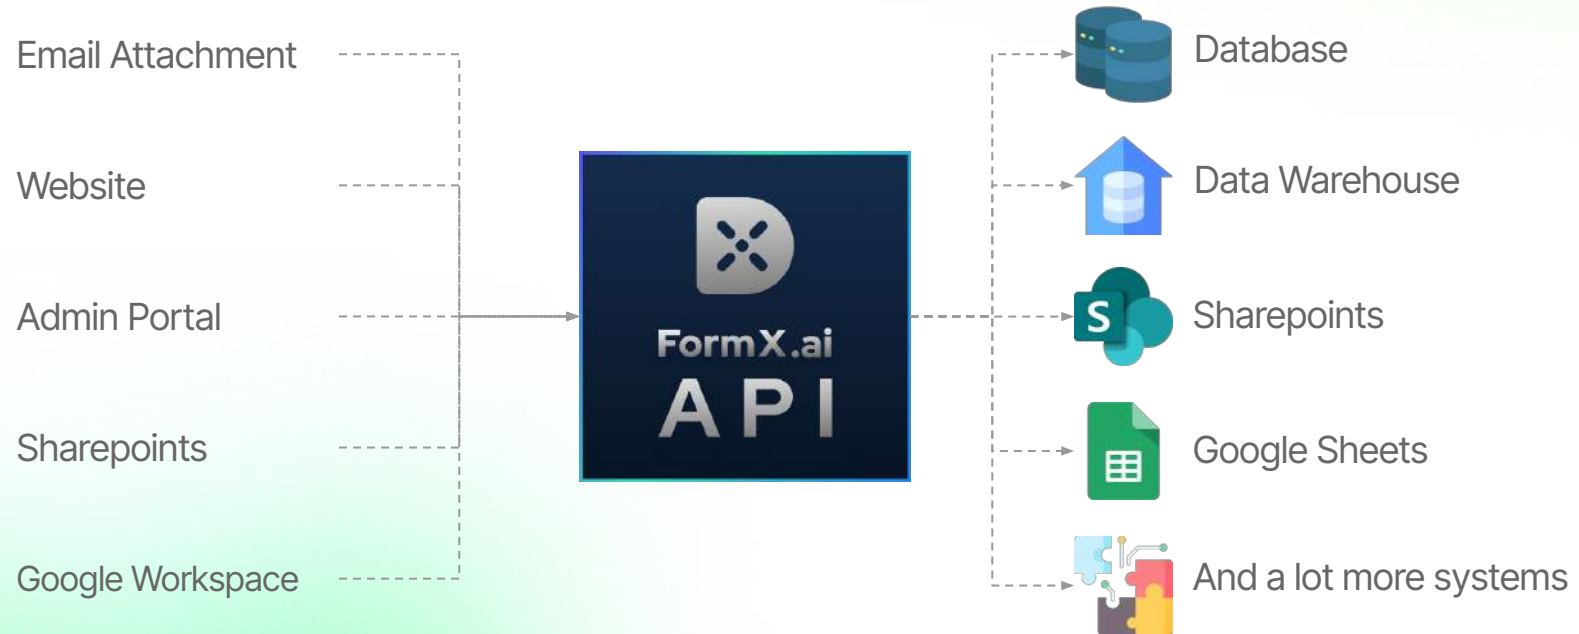 Email Attachment
Website
Admin Portal
Sharepoints
Google Workspace
FormX.ai
API
Database
Data Warehouse
S
Sharepoints
Google Sheets
And a lot more systems